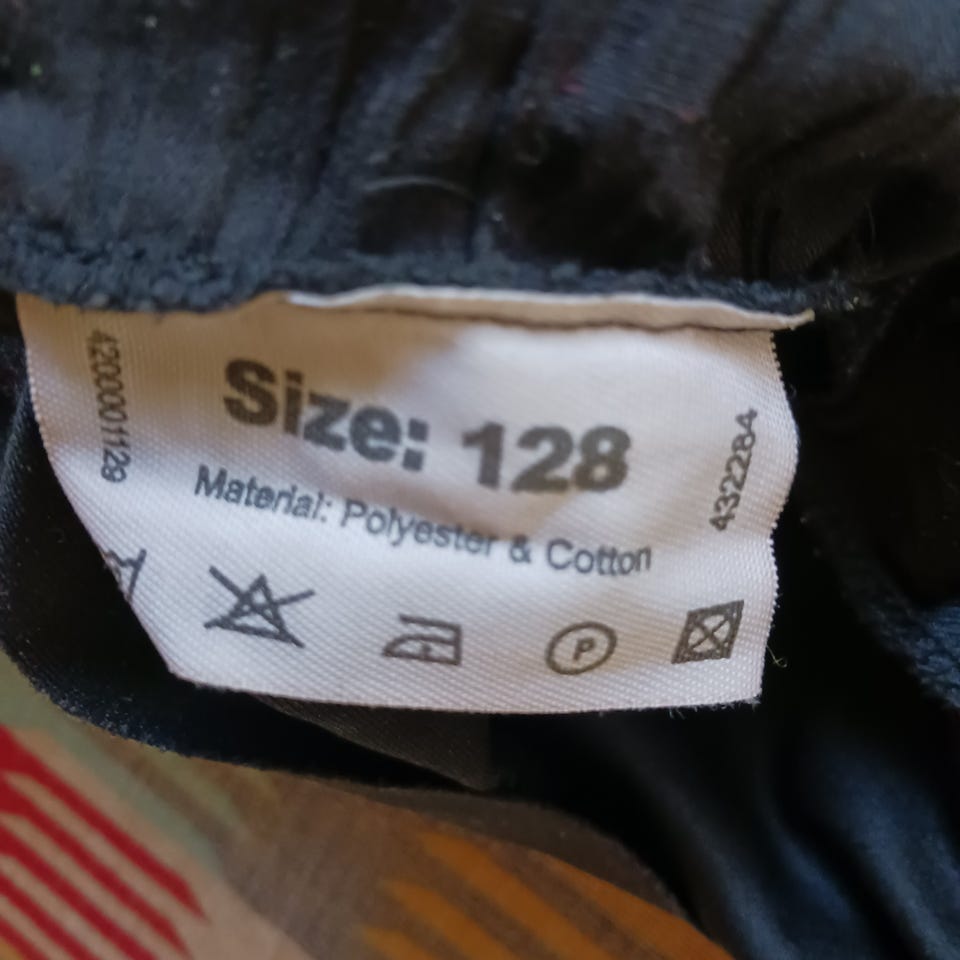 4200001129
Size: 128
432284
Material: Polyester & Cotton
P